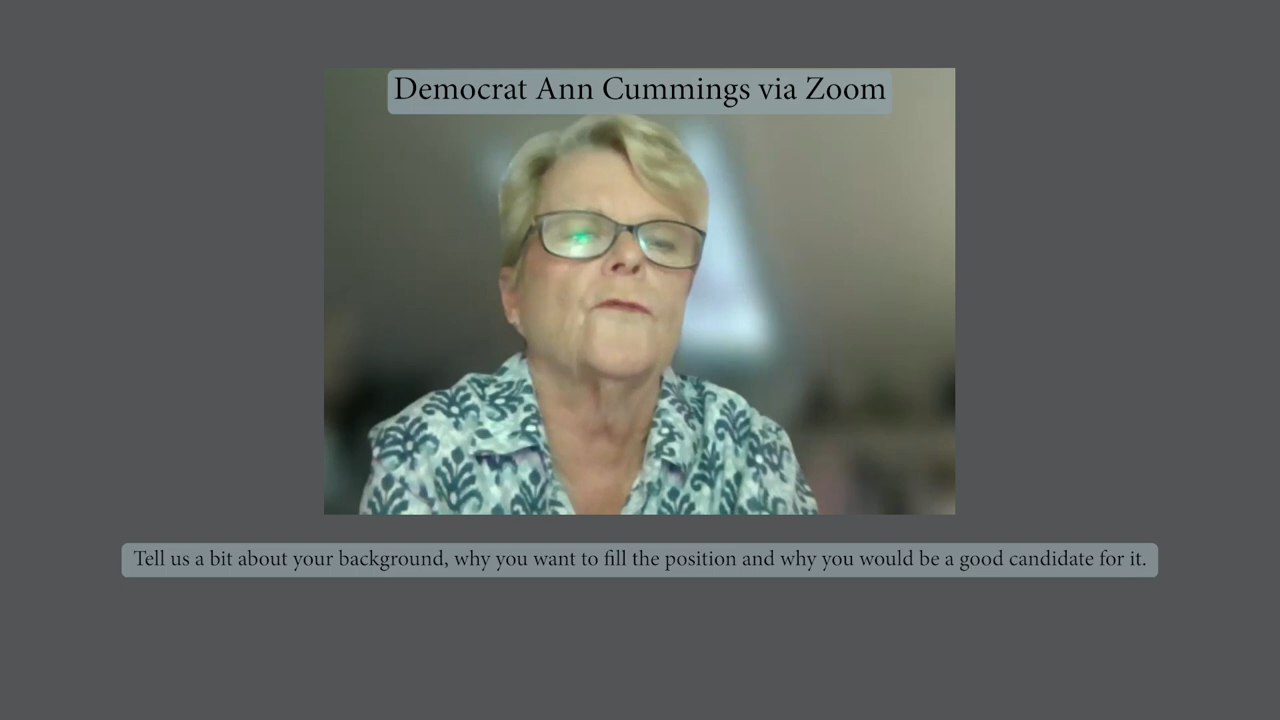 Democrat Ann Cummings via Zoom
Tell us a bit about your background, why you want to fill the position and why you would be a good candidate for it.